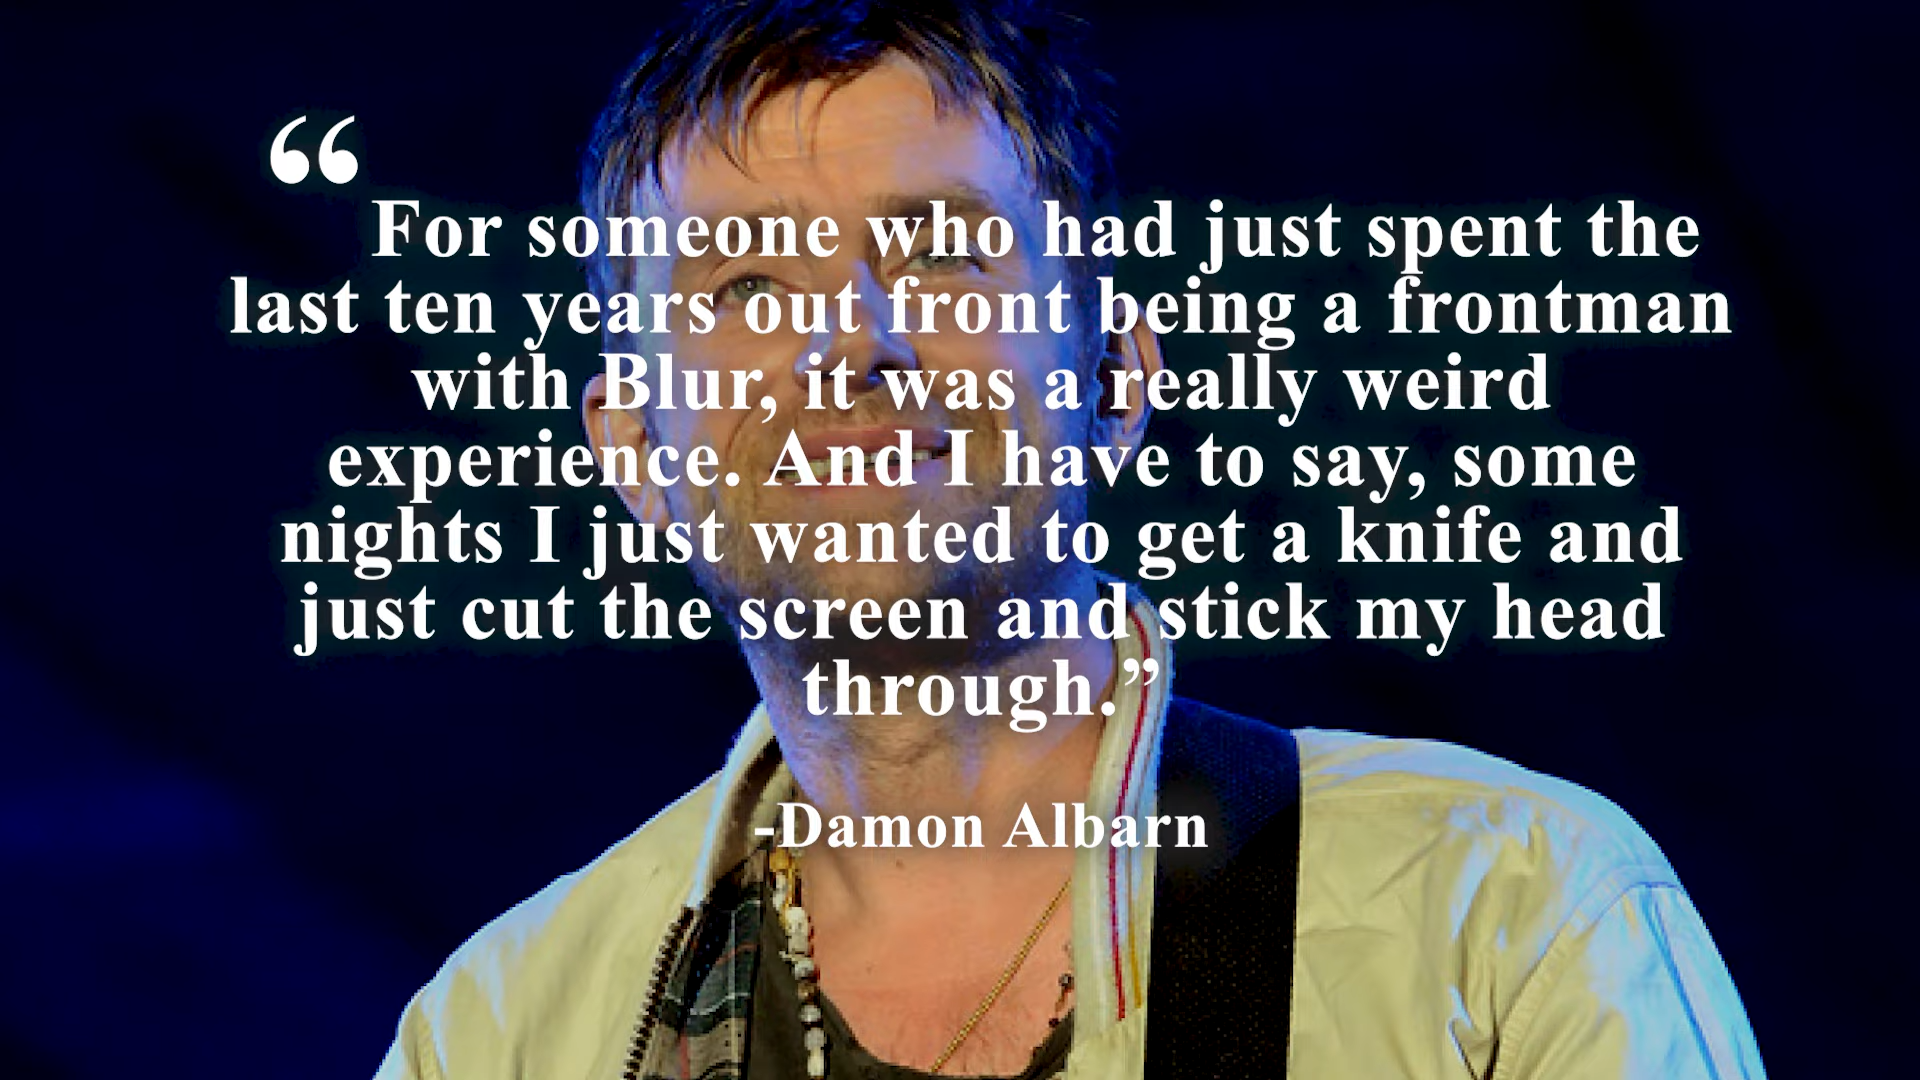 “
For someone who had just spent the
last ten years out front being a frontman
with Blur, it was a really weird
experience. And I have to say, some
nights I just wanted to get a knife and
just cut the screen and stick my head
through.”
-Damon Albarn